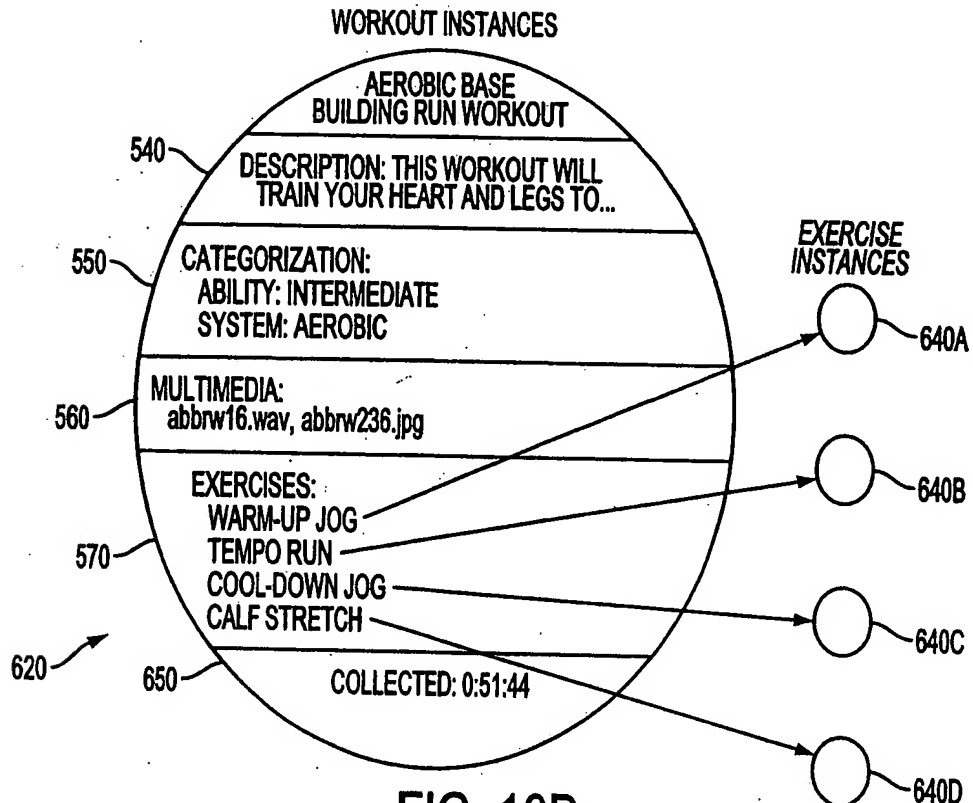 WORKOUT INSTANCES
AEROBIC BASE
BUILDING RUN WORKOUT
540
DESCRIPTION: THIS WORKOUT WILL
TRAIN YOUR HEART AND LEGS TO...
550
CATEGORIZATION:
ABILITY: INTERMEDIATE
SYSTEM: AEROBIC
560
MULTIMEDIA:
abbrw16.wav, abbrw236.jpg
570
EXERCISES:
WARM-UP JOG
TEMPO RUN
COOL-DOWN JOG
CALF STRETCH
620
650
COLLECTED: 0:51:44
EXERCISE
INSTANCES
640A
640B
640C
640D